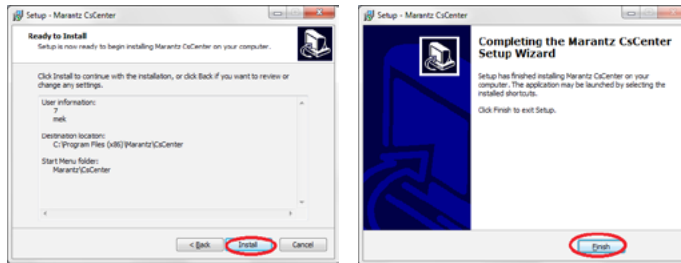 Setup - Marantz CsCenter
Ready to Install
Setup is now ready to begin installing Marantz CsCenter on your computer.
Click Install to continue with the installation, or click Back if you want to review or
change any settings.
User information:
7
mek
Destination location:
C:\Program Files (x86)\Marantz\CsCenter
Start Menu folder:
Marantz\CsCenter
< Back
Install
Cancel
Setup - Marantz CsCenter
Completing the Marantz CsCenter
Setup Wizard
Setup has finished installing Marantz CsCenter on your
computer. The application may be launched by selecting the
installed shortcuts.
Click Finish to exit Setup.
Finish